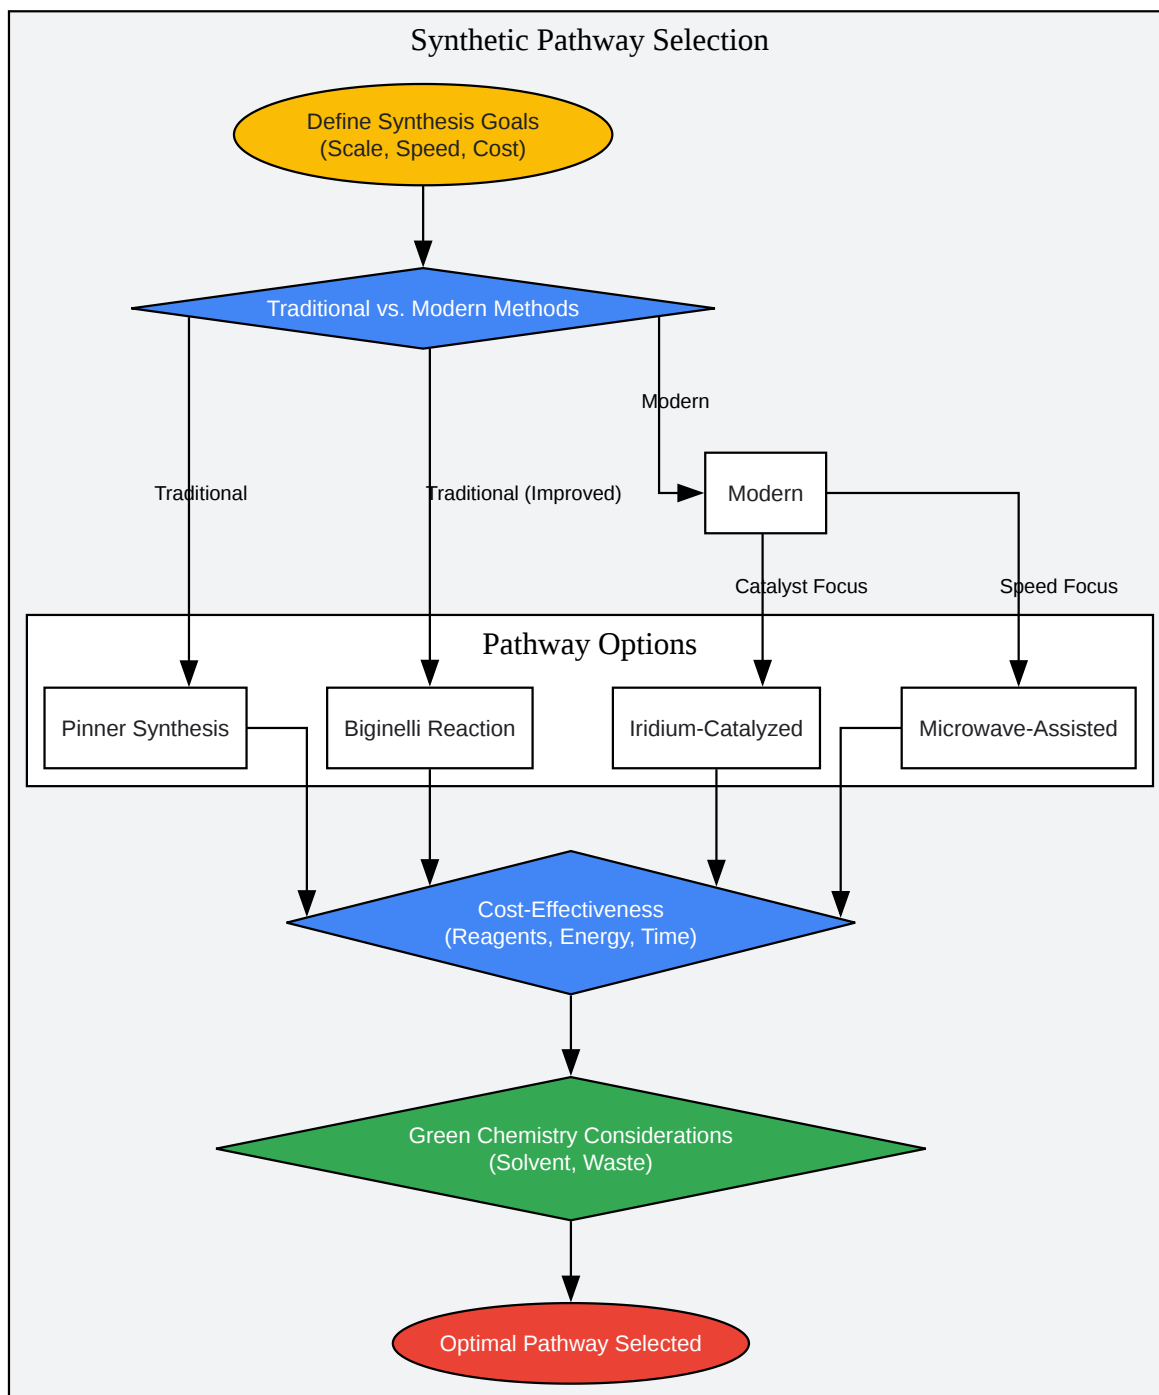 Synthetic Pathway Selection
Define Synthesis Goals
(Scale, Speed, Cost)
Traditional vs. Modern Methods
Modern
Traditional
Traditional (Improved)
Modern
Catalyst Focus
Speed Focus
Pathway Options
Pinner Synthesis
Biginelli Reaction
Iridium-Catalyzed
Microwave-Assisted
Cost-Effectiveness
(Reagents, Energy, Time)
Green Chemistry Considerations
(Solvent, Waste)
Optimal Pathway Selected